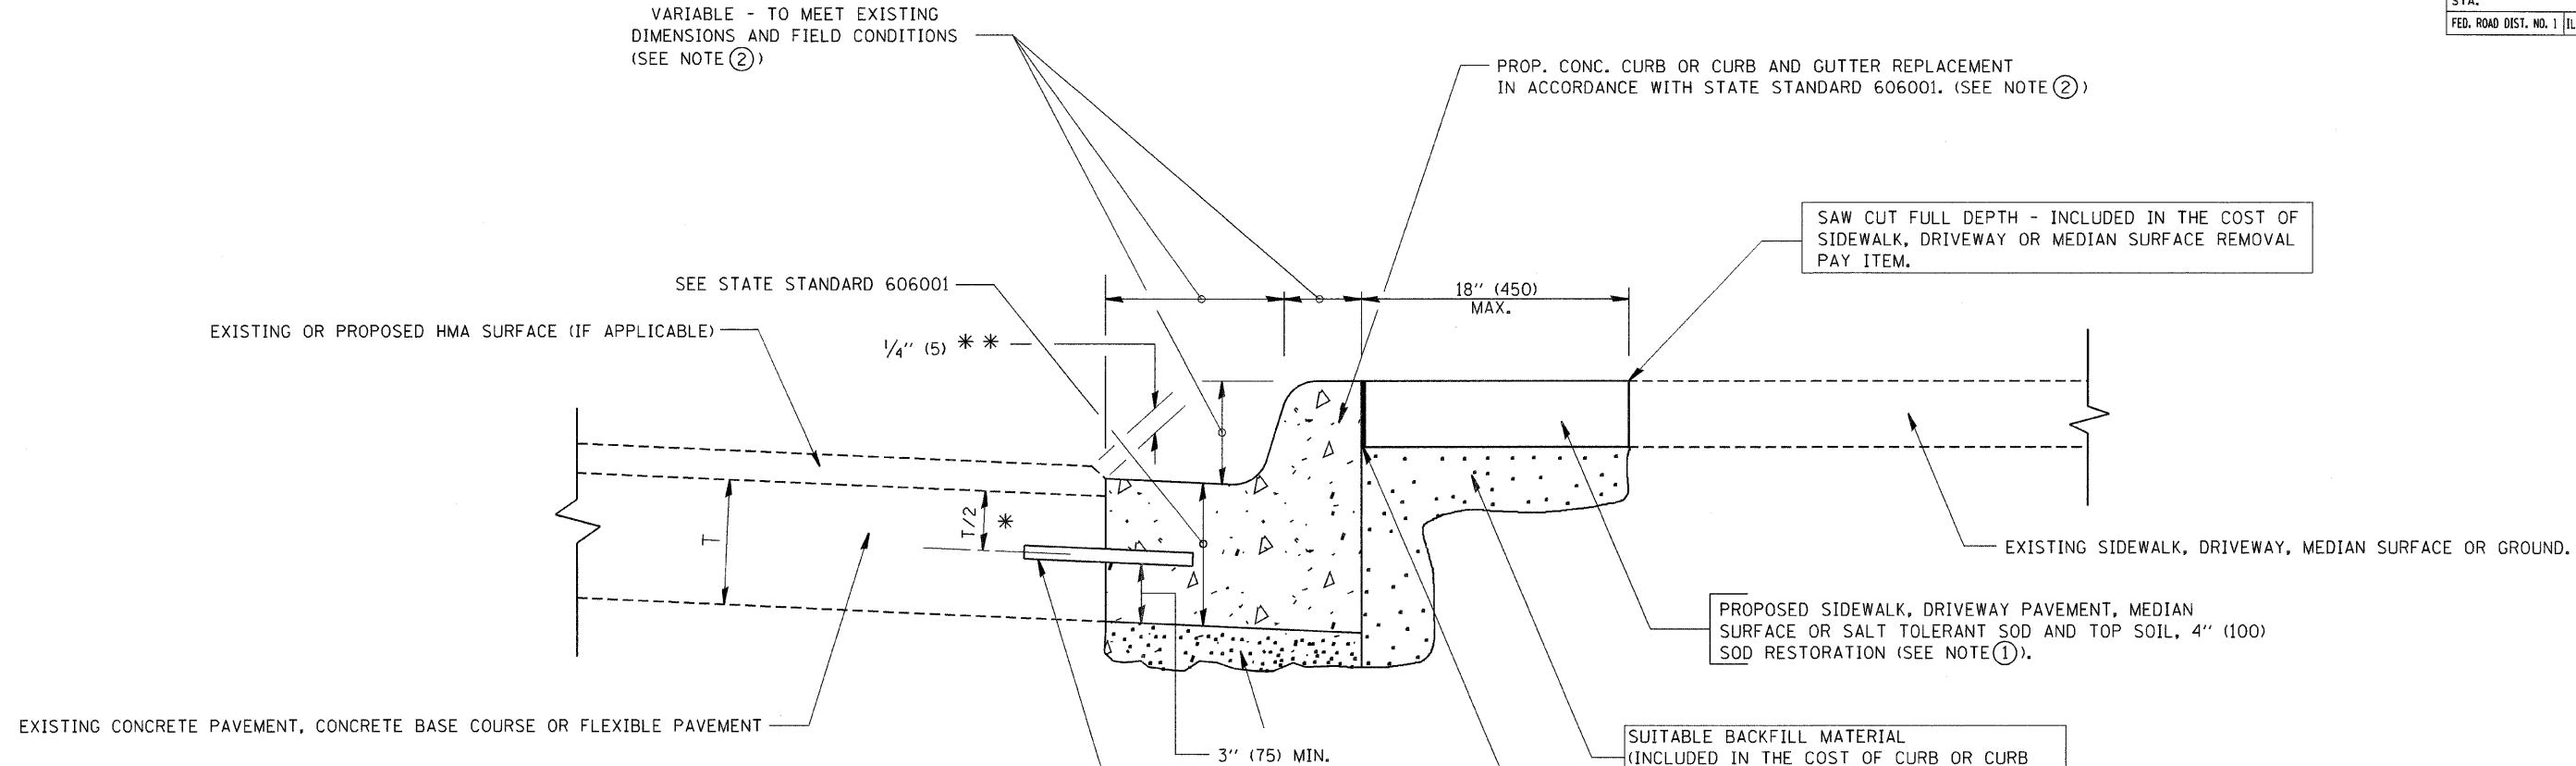 VARIABLE - TO MEET EXISTING
DIMENSIONS AND FIELD CONDITIONS
(SEE NOTE ②)
STA.
FED. ROAD DIST. NO. 1
PROP. CONC. CURB OR CURB AND GUTTER REPLACEMENT
IN ACCORDANCE WITH STATE STANDARD 606001. (SEE NOTE ②)
SAW CUT FULL DEPTH - INCLUDED IN THE COST OF
SIDEWALK, DRIVEWAY OR MEDIAN SURFACE REMOVAL
PAY ITEM.
SEE STATE STANDARD 606001
18" (450)
MAX.
EXISTING OR PROPOSED HMA SURFACE (IF APPLICABLE)
1/4" (5) * *
T
T/2 *
EXISTING SIDEWALK, DRIVEWAY, MEDIAN SURFACE OR GROUND.
PROPOSED SIDEWALK, DRIVEWAY PAVEMENT, MEDIAN
SURFACE OR SALT TOLERANT SOD AND TOP SOIL, 4" (100)
SOD RESTORATION (SEE NOTE ①).
EXISTING CONCRETE PAVEMENT, CONCRETE BASE COURSE OR FLEXIBLE PAVEMENT
3" (75) MIN.
SUITABLE BACKFILL MATERIAL
(INCLUDED IN THE COST OF CURB OR CURB